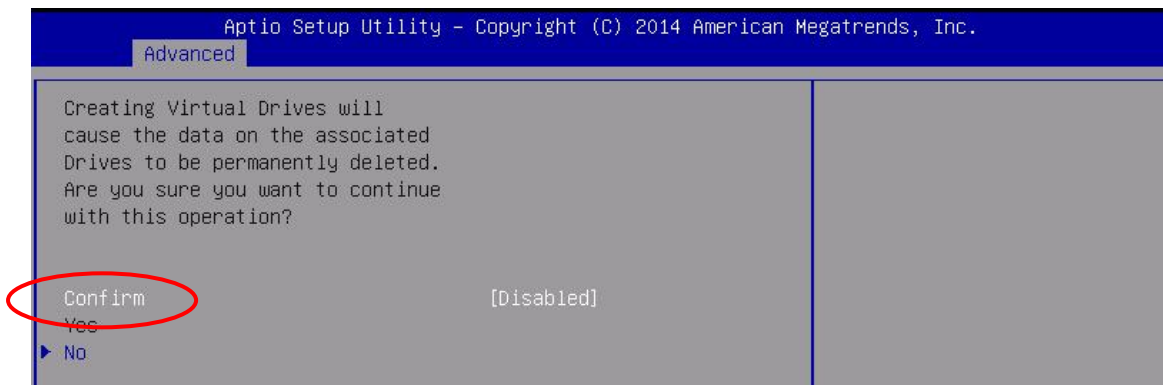 Aptio Setup Utility – Copyright (C) 2014 American Megatrends, Inc.
Advanced
Creating Virtual Drives will
cause the data on the associated
Drives to be permanently deleted.
Are you sure you want to continue
with this operation?
Confirm [Disabled]
Yes
No